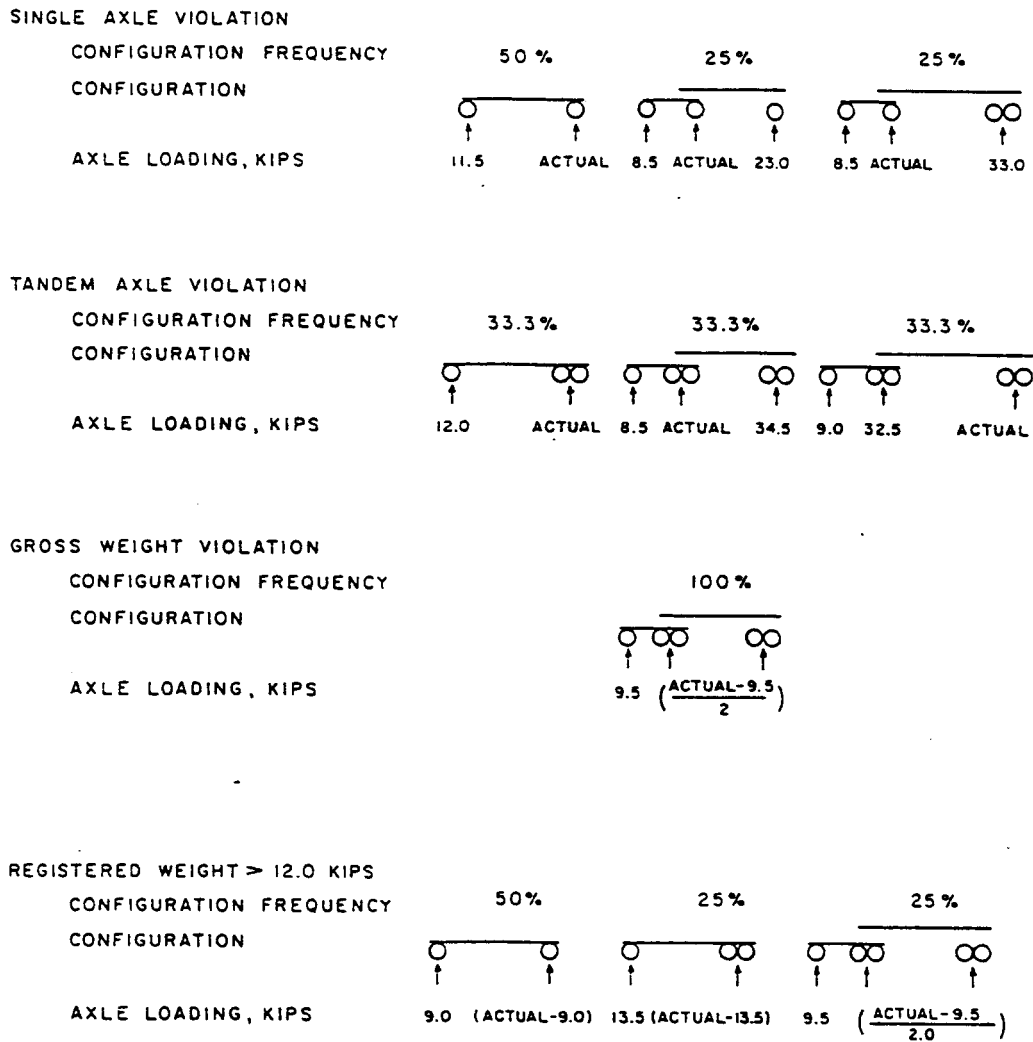 SINGLE AXLE VIOLATION
CONFIGURATION FREQUENCY 50% 25% 25%
CONFIGURATION
AXLE LOADING, KIPS 11.5 ACTUAL 8.5 ACTUAL 23.0 8.5 ACTUAL 33.0
TANDEM AXLE VIOLATION
CONFIGURATION FREQUENCY 33.3% 33.3% 33.3%
CONFIGURATION
AXLE LOADING, KIPS 12.0 ACTUAL 8.5 ACTUAL 34.5 9.0 32.5 ACTUAL
GROSS WEIGHT VIOLATION
CONFIGURATION FREQUENCY 100%
CONFIGURATION
AXLE LOADING, KIPS 9.5 (ACTUAL-9.5
2)
REGISTERED WEIGHT > 12.0 KIPS
CONFIGURATION FREQUENCY 50% 25% 25%
CONFIGURATION
AXLE LOADING, KIPS 9.0 (ACTUAL-9.0) 13.5 (ACTUAL-13.5) 9.5 (ACTUAL-9.5
2.0)